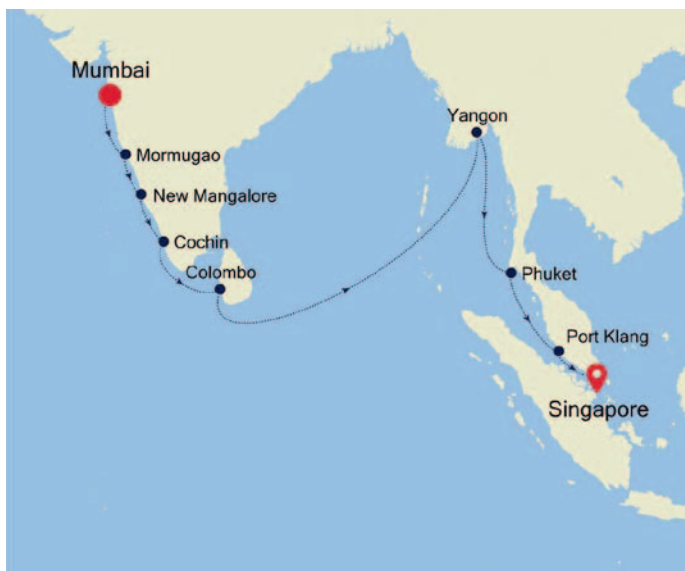 Mumbai
Yangon
Mormugao
New Mangalore
Cochin
Colombo
Phuket
Port Klang
Singapore